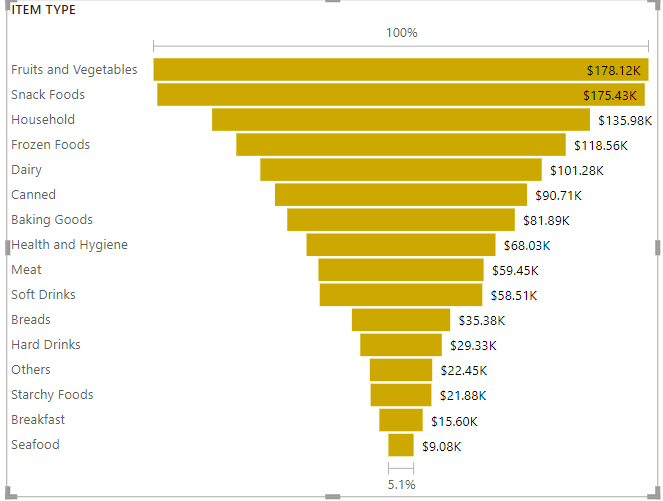 ITEM TYPE
100%
Fruits and Vegetables $178.12K
Snack Foods $175.43K
Household $135.98K
Frozen Foods $118.56K
Dairy $101.28K
Canned $90.71K
Baking Goods $81.89K
Health and Hygiene $68.03K
Meat $59.45K
Soft Drinks $58.51K
Breads $35.38K
Hard Drinks $29.33K
Others $22.45K
Starchy Foods $21.88K
Breakfast $15.60K
Seafood $9.08K
5.1%